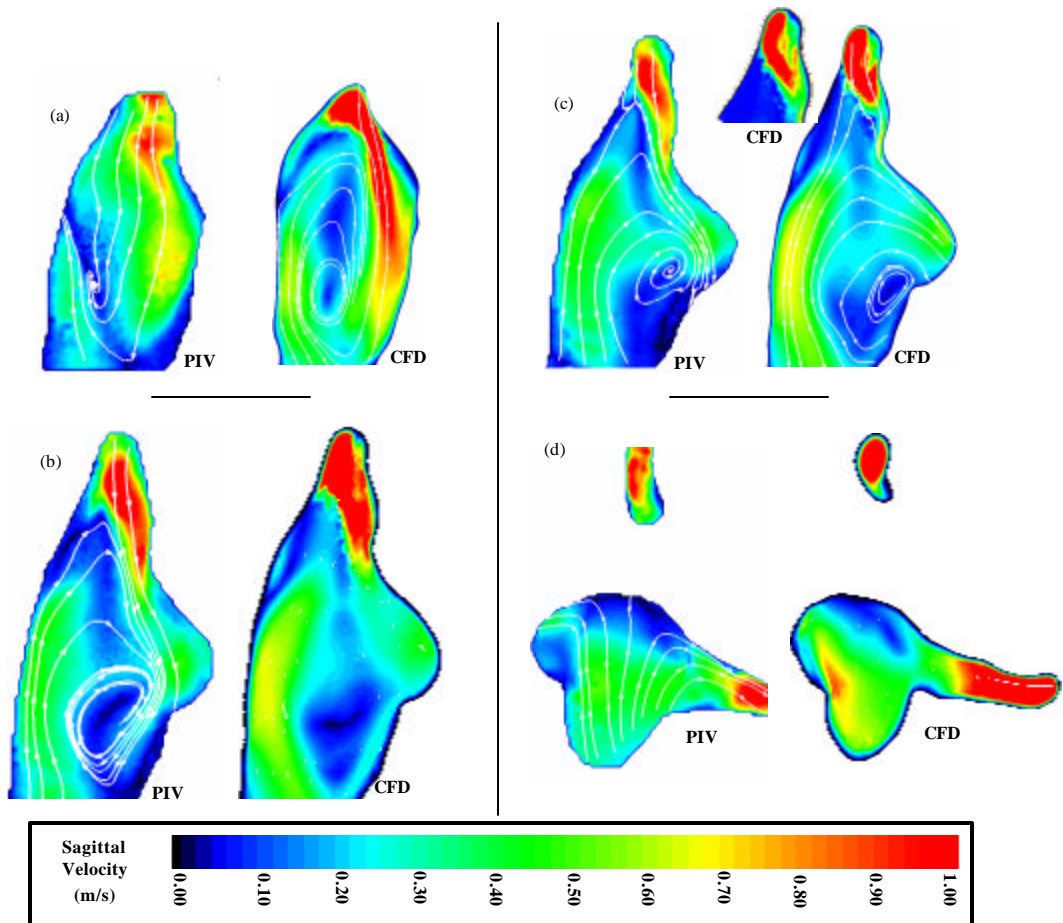 (a)
PIV
CFD
(b)
PIV
CFD
(c)
CFD
PIV
CFD
(d)
PIV
CFD
Sagittal
Velocity
(m/s)
0.00
0.10
0.20
0.30
0.40
0.50
0.60
0.70
0.80
0.90
1.00